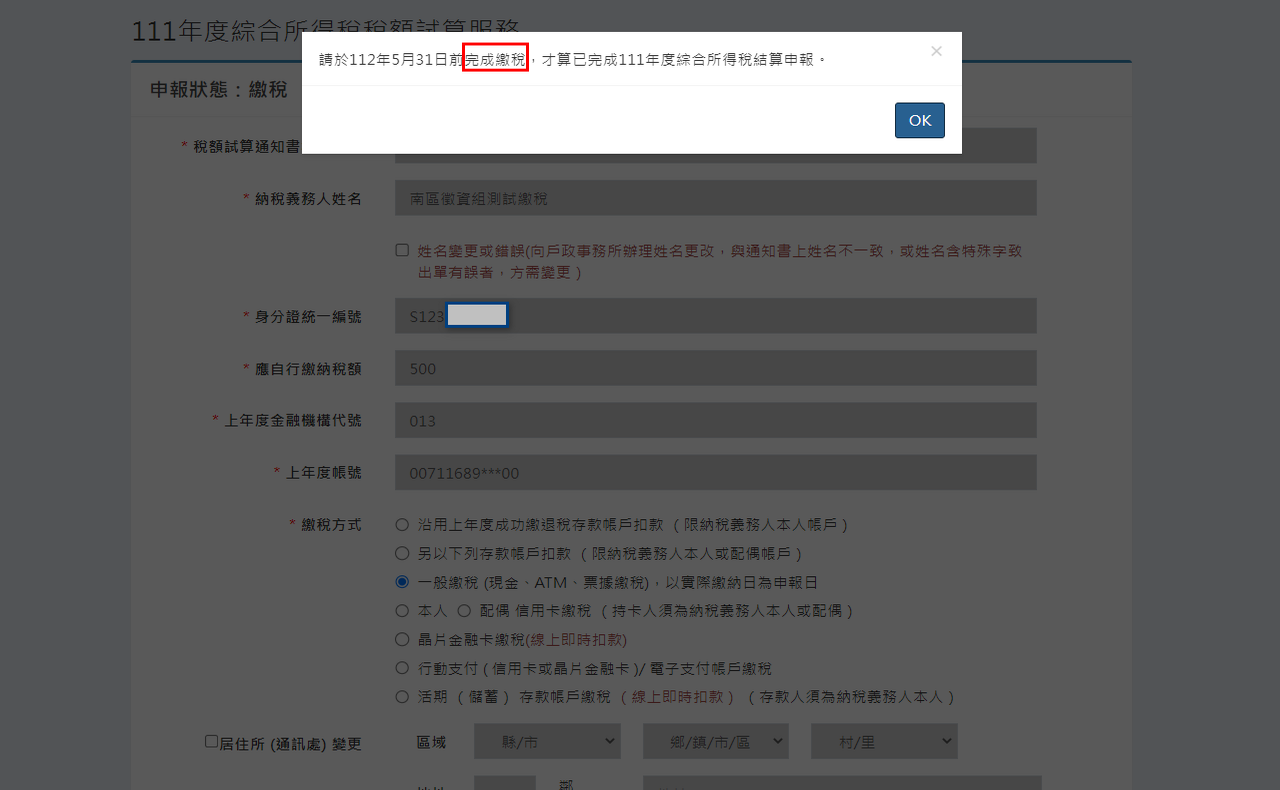 111年度綜合所得稅稅額試算服務
請於112年5月31日前完成繳稅，才算已完成111年度綜合所得稅結算申報。
×
OK
申報狀態：繳稅
* 稅額試算通知書
* 納稅義務人姓名 南區徵資組測試繳稅
姓名變更或錯誤(向戶政事務所辦理姓名更改，與通知書上姓名不一致，或姓名含特殊字致
出單有誤者，方需變更)
* 身分證統一編號 S123
* 應自行繳納稅額 500
* 上年度金融機構代號 013
* 上年度帳號 00711689***00
* 繳稅方式 沿用上年度成功繳退稅存款帳戶扣款 （限納稅義務人本人帳戶）
另以下列存款帳戶扣款 （限納稅義務人本人或配偶帳戶）
一般繳稅 (現金、ATM、票據繳稅)，以實際繳納日為申報日
本人 配偶 信用卡繳稅 （持卡人須為納稅義務人本人或配偶）
晶片金融卡繳稅(線上即時扣款)
行動支付 ( 信用卡或晶片金融卡 )/ 電子支付帳戶繳稅
活期 （儲蓄） 存款帳戶繳稅 （線上即時扣款） （存款人須為納稅義務人本人）
居住所 (通訊處) 變更 區域 縣/市 鄉/鎮/市/區 村/里